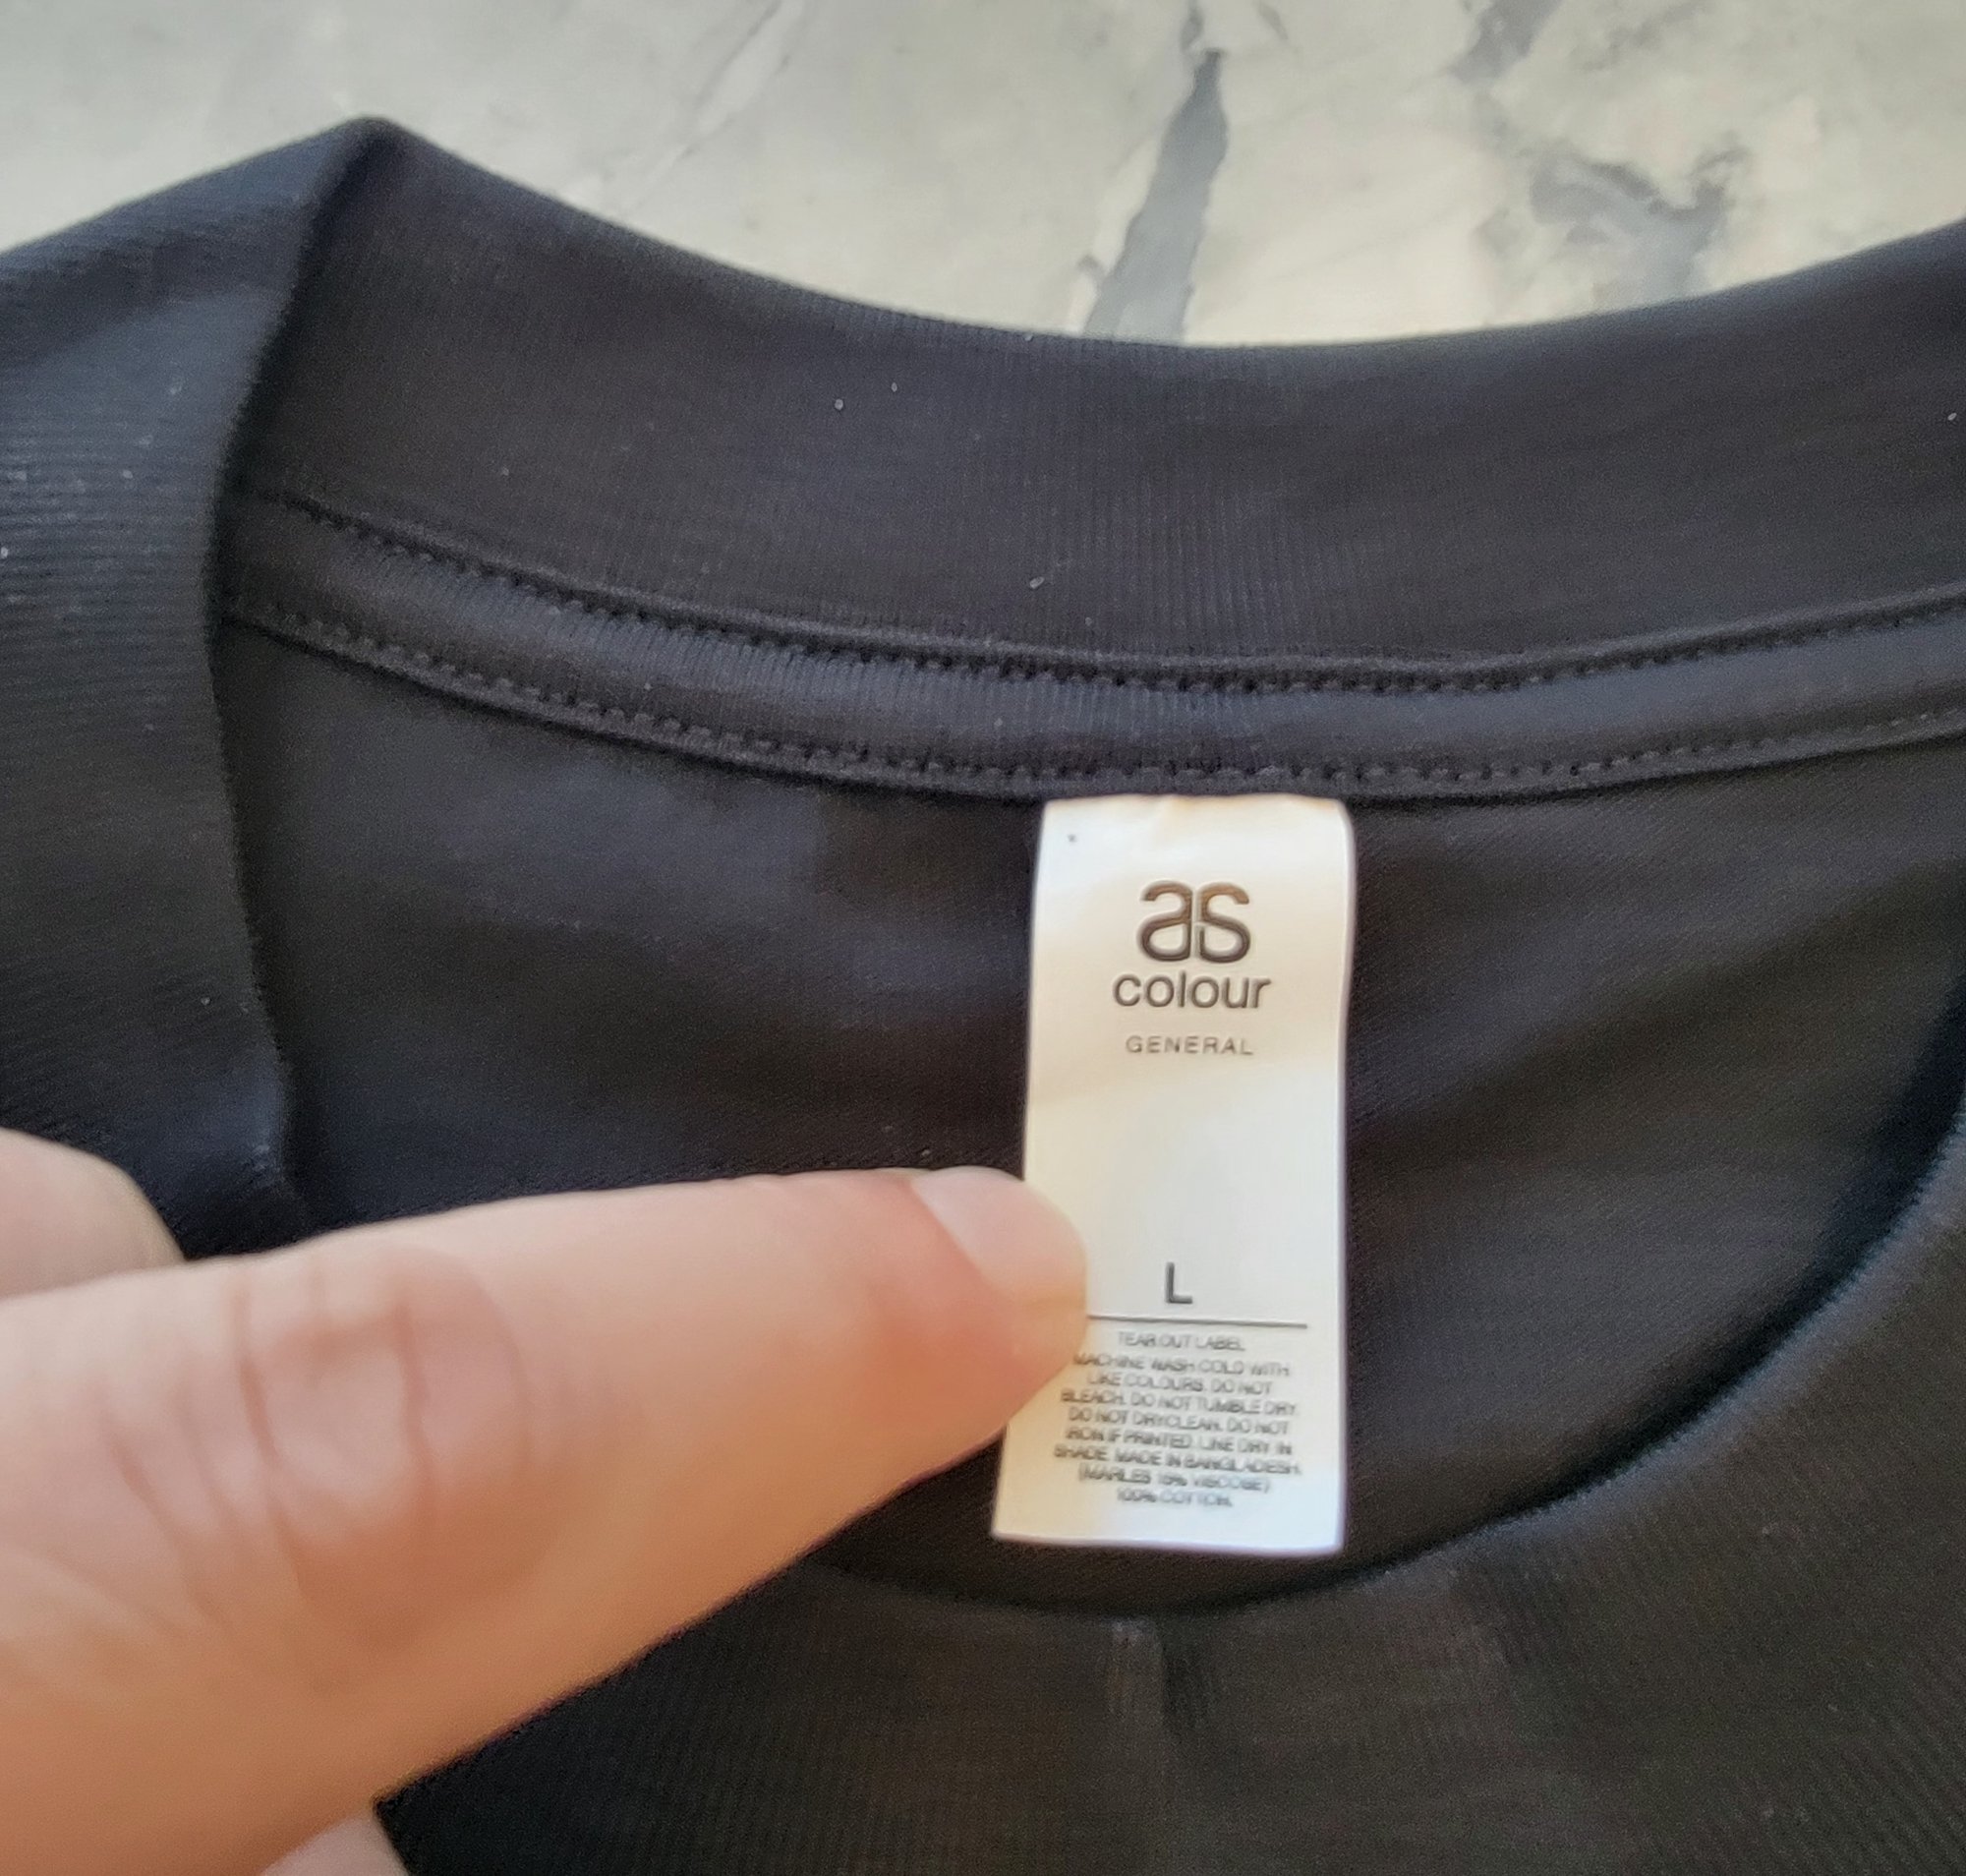 as
colour
GENERAL
L
TEAR OUT LABEL
MACHINE WASH COLD WITH
LIKE COLOURS. DO NOT
BLEACH. DO NOT TUMBLE DRY.
DO NOT DRYCLEAN. DO NOT
IRON IF PRINTED. LINE DRY IN
SHADE. MADE IN BANGLADESH.
(MARLES 15% VISCOSE)
100% COTTON.